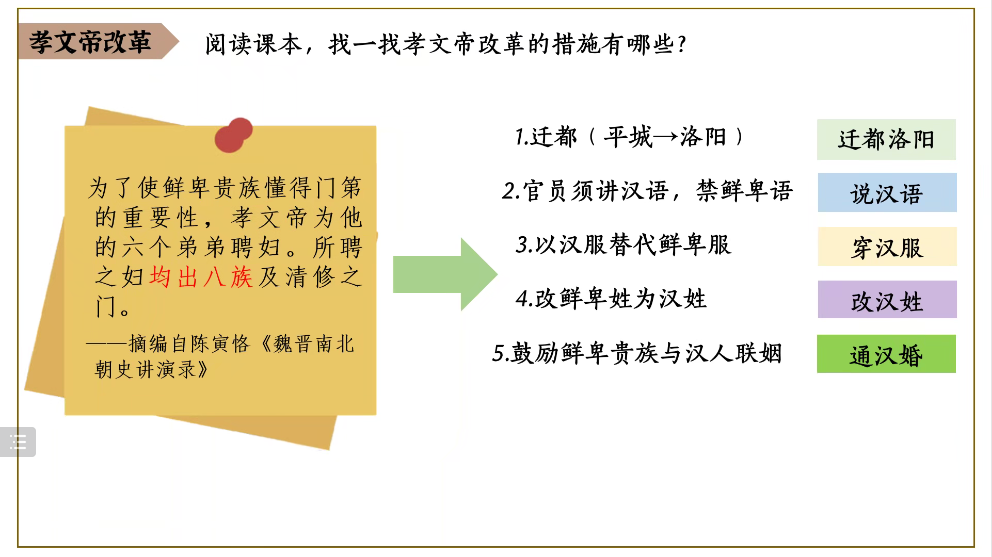 孝文帝改革
阅读课本，找一找孝文帝改革的措施有哪些？
为了使鲜卑贵族懂得门第
的重要性，孝文帝为他
的六个弟弟聘妇。所聘
之妇均出八族及清修之
门。
——摘编自陈寅恪《魏晋南北
朝史讲演录》
1.迁都（平城→洛阳）
迁都洛阳
2.官员须讲汉语，禁鲜卑语
说汉语
3.以汉服替代鲜卑服
穿汉服
4.改鲜卑姓为汉姓
改汉姓
5.鼓励鲜卑贵族与汉人联姻
通汉婚